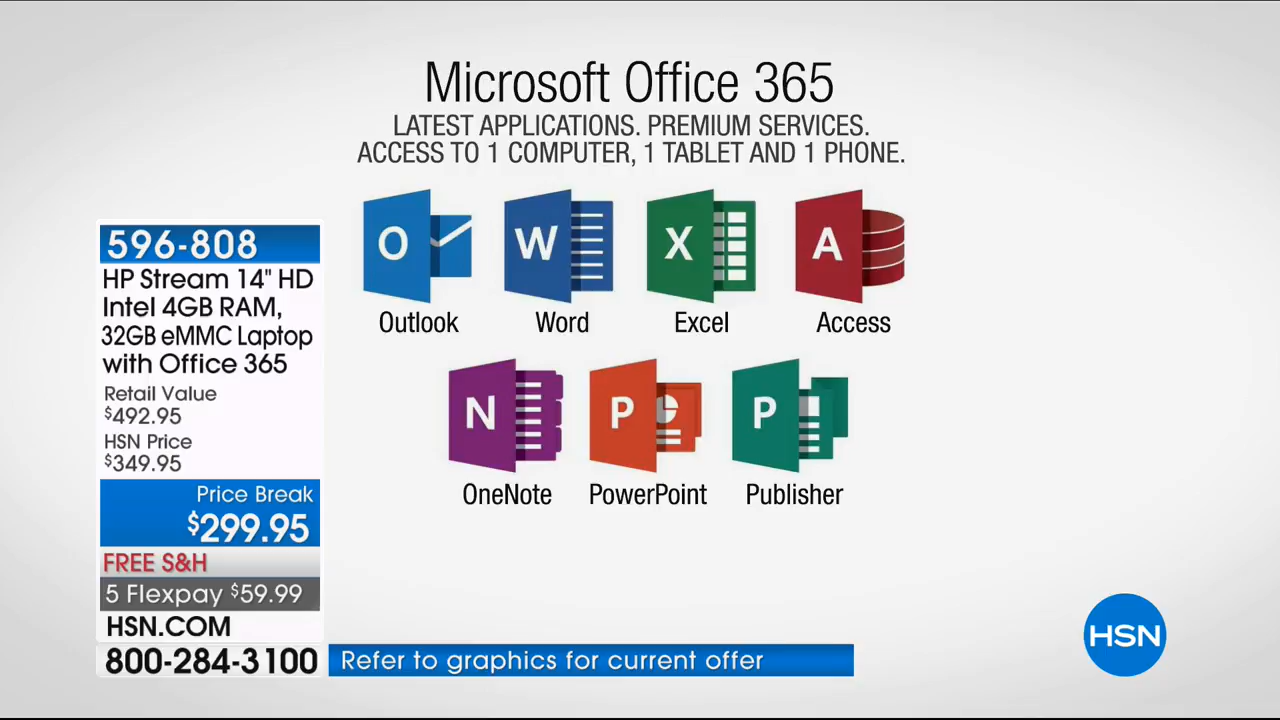 Microsoft Office 365
LATEST APPLICATIONS. PREMIUM SERVICES.
ACCESS TO 1 COMPUTER, 1 TABLET AND 1 PHONE.
O
W
X
A
Outlook
Word
Excel
Access
N
P
P
OneNote
PowerPoint
Publisher
596-808
HP Stream 14" HD
Intel 4GB RAM,
32GB eMMC Laptop
with Office 365
Retail Value
$492.95
HSN Price
$349.95
Price Break
$299.95
FREE S&H
5 Flexpay $59.99
HSN.COM
800-284-3100
Refer to graphics for current offer
HSN